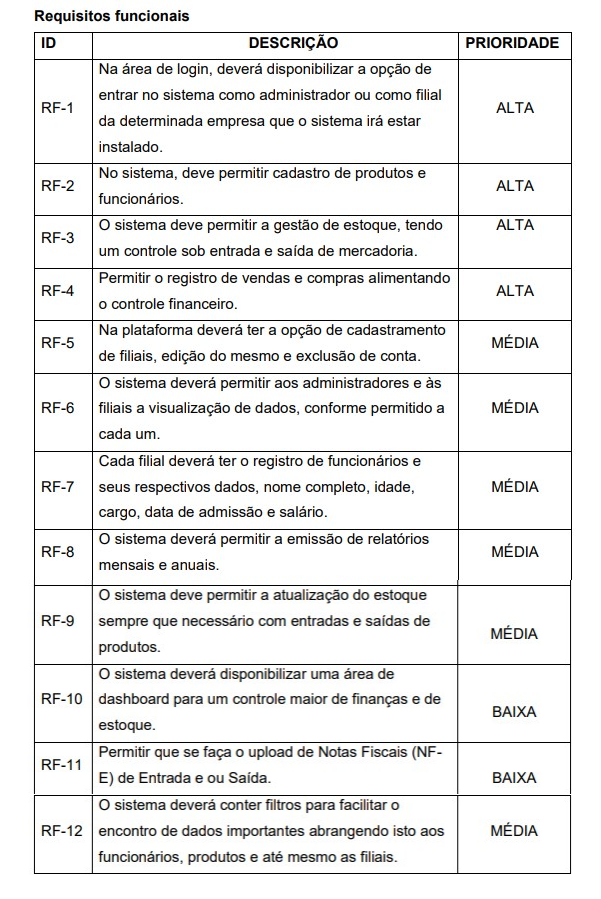 Requisitos funcionais
ID DESCRIÇÃO PRIORIDADE
Na área de login, deverá disponibilizar a opção de
entrar no sistema como administrador ou como filial
RF-1 ALTA
da determinada empresa que o sistema irá estar
instalado.
No sistema, deve permitir cadastro de produtos e
RF-2 ALTA
funcionários.
O sistema deve permitir a gestão de estoque, tendo ALTA
RF-3
um controle sob entrada e saída de mercadoria.
Permitir o registro de vendas e compras alimentando
RF-4 ALTA
o controle financeiro.
Na plataforma deverá ter a opção de cadastramento
RF-5 MÉDIA
de filiais, edição do mesmo e exclusão de conta.
O sistema deverá permitir aos administradores e às
RF-6 filiais a visualização de dados, conforme permitido a MÉDIA
cada um.
Cada filial deverá ter o registro de funcionários e
RF-7 seus respectivos dados, nome completo, idade, MÉDIA
cargo, data de admissão e salário.
O sistema deverá permitir a emissão de relatórios
RF-8 MÉDIA
mensais e anuais.
O sistema deve permitir a atualização do estoque
RF-9 sempre que necessário com entradas e saídas de
MÉDIA
produtos.
O sistema deverá disponibilizar uma área de
RF-10 dashboard para um controle maior de finanças e de
BAIXA
estoque.
Permitir que se faça o upload de Notas Fiscais (NF-
RF-11
E) de Entrada e ou Saída. BAIXA
O sistema deverá conter filtros para facilitar o
RF-12 encontro de dados importantes abrangendo isto aos MÉDIA
funcionários, produtos e até mesmo as filiais.